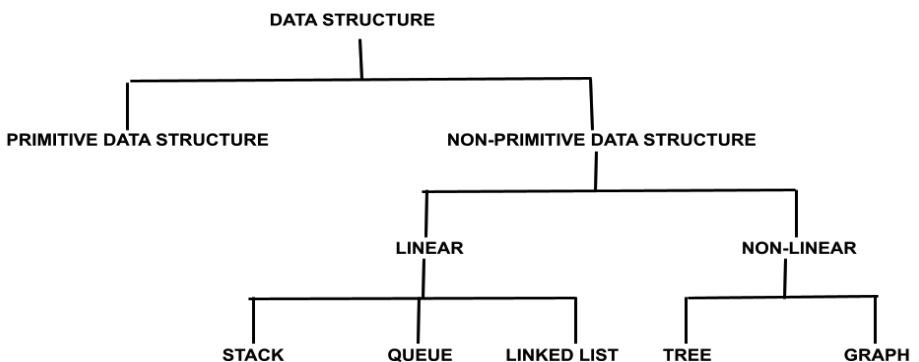 DATA STRUCTURE
PRIMITIVE DATA STRUCTURE
NON-PRIMITIVE DATA STRUCTURE
LINEAR
NON-LINEAR
STACK
QUEUE
LINKED LIST
TREE
GRAPH